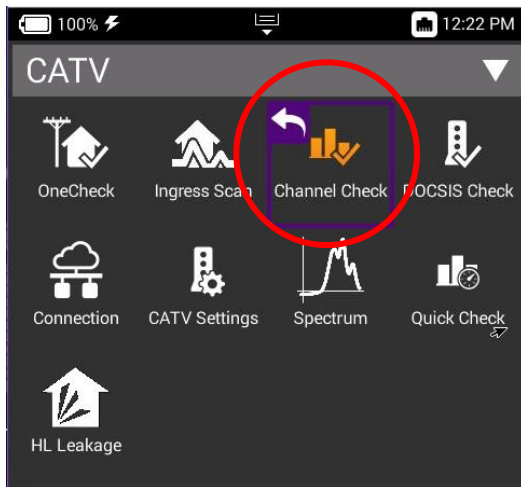 100% 12:22 PM
CATV
OneCheck Ingress Scan Channel Check DOCSIS Check
Connection CATV Settings Spectrum Quick Check
HL Leakage